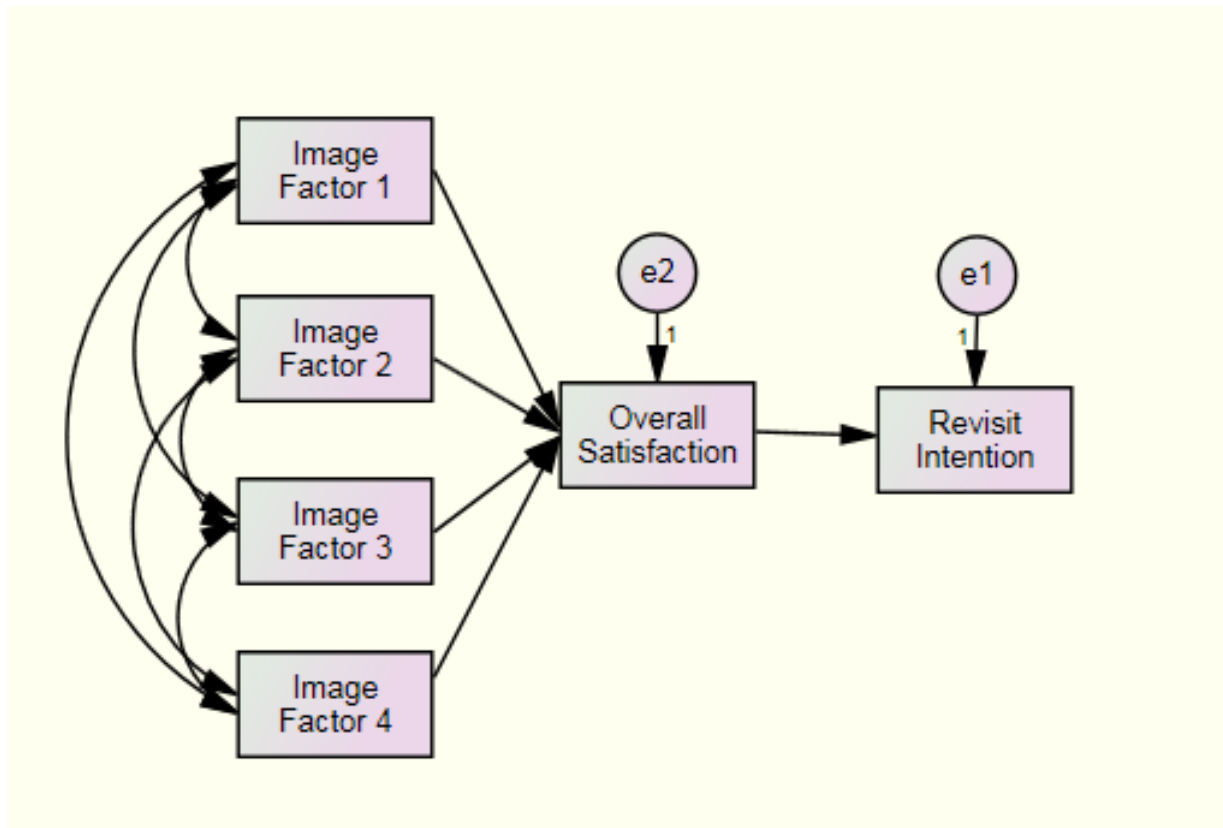 Image
Factor 1
Image
Factor 2
Image
Factor 3
Image
Factor 4
e2
1
Overall
Satisfaction
e1
1
Revisit
Intention